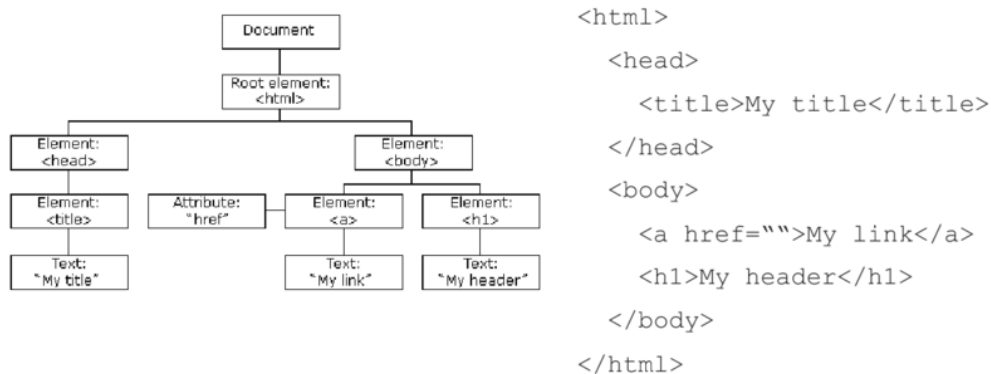 Document
Root element:
<html>
Element:
<head>
Element:
<body>
Element:
<title>
Attribute:
“href”
Element:
<a>
Element:
<h1>
Text:
“My title”
Text:
“My link”
Text:
“My header”
<html>
<head>
<title>My title</title>
</head>
<body>
<a href=““>My link</a>
<h1>My header</h1>
</body>
</html>